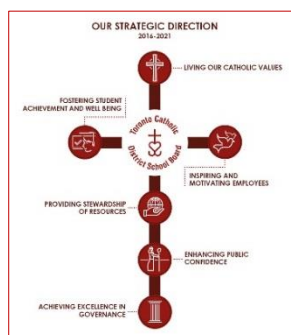 OUR STRATEGIC DIRECTION
2016-2021
LIVING OUR CATHOLIC VALUES
FOSTERING STUDENT
ACHIEVEMENT AND WELL BEING
Toronto Catholic
District School Board
INSPIRING AND
MOTIVATING EMPLOYEES
PROVIDING STEWARDSHIP
OF RESOURCES
ENHANCING PUBLIC
CONFIDENCE
ACHIEVING EXCELLENCE IN
GOVERNANCE